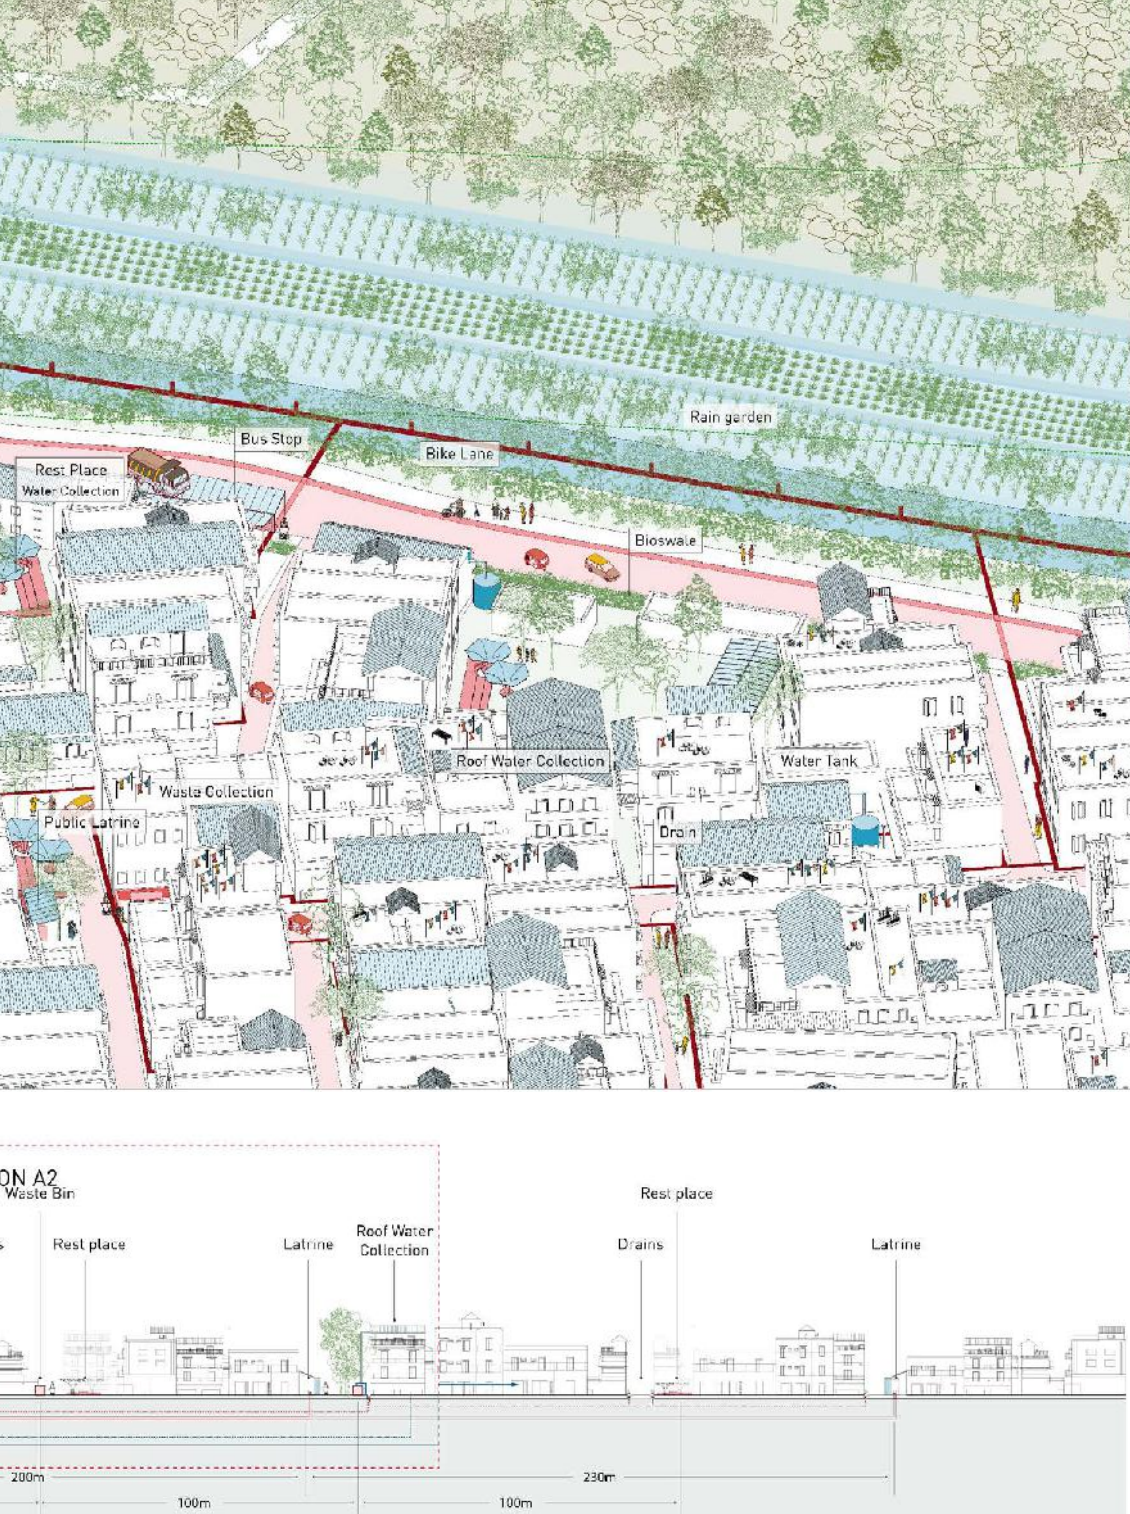 Rain garden
Bus Stop
Bike Lane
Rest Place
Water Collection
Bioswale
Roof Water Collection
Water Tank
Waste Collection
Public Latrine
Drain
ON A2
Waste Bin
Rest place
Roof Water
Collection
s
Rest place
Latrine
Drains
Latrine
200m
230m
100m
100m